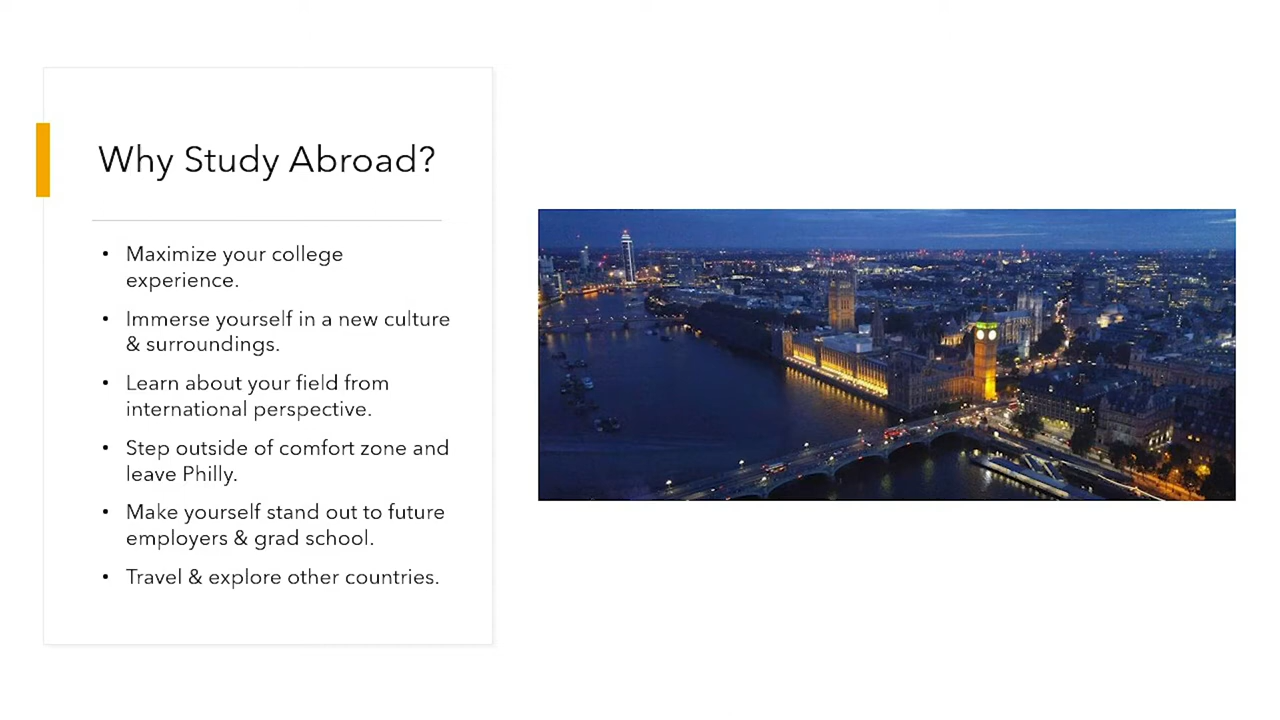 Why Study Abroad?
• Maximize your college
experience.
• Immerse yourself in a new culture
& surroundings.
• Learn about your field from
international perspective.
• Step outside of comfort zone and
leave Philly.
• Make yourself stand out to future
employers & grad school.
• Travel & explore other countries.